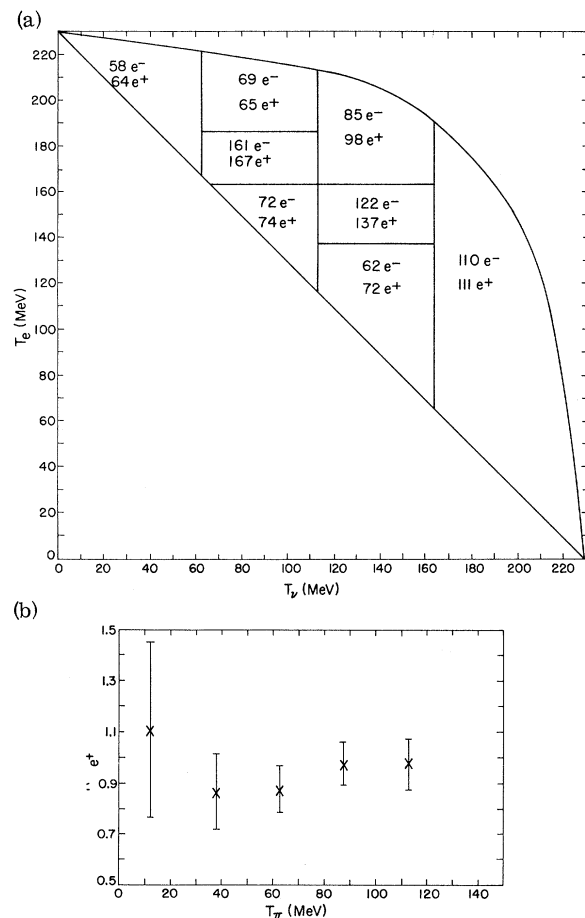 (a)
220
200
180
160
140
120
100
80
60
40
20
0
T_e (MeV)
58 e⁻
64 e⁺
69 e⁻
65 e⁺
85 e⁻
98 e⁺
161 e⁻
167 e⁺
72 e⁻
74 e⁺
122 e⁻
137 e⁺
62 e⁻
72 e⁺
110 e⁻
111 e⁺
0 20 40 60 80 100 120 140 160 180 200 220
T_ν (MeV)
(b)
1.5
1.3
1.1
0.9
0.7
0.5
e⁺
0 20 40 60 80 100 120 140
T_π (MeV)